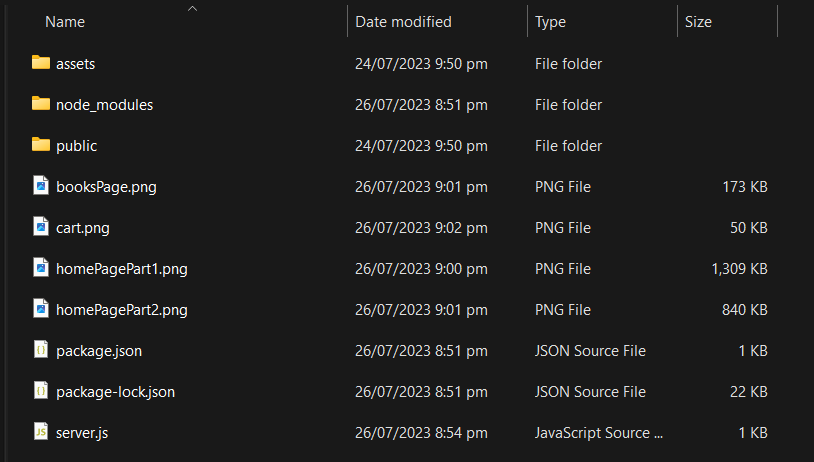 Name Date modified Type Size
assets 24/07/2023 9:50 pm File folder
node_modules 26/07/2023 8:51 pm File folder
public 24/07/2023 9:50 pm File folder
booksPage.png 26/07/2023 9:01 pm PNG File 173 KB
cart.png 26/07/2023 9:02 pm PNG File 50 KB
homePagePart1.png 26/07/2023 9:00 pm PNG File 1,309 KB
homePagePart2.png 26/07/2023 9:01 pm PNG File 840 KB
package.json 26/07/2023 8:51 pm JSON Source File 1 KB
package-lock.json 26/07/2023 8:51 pm JSON Source File 22 KB
server.js 26/07/2023 8:54 pm JavaScript Source ... 1 KB